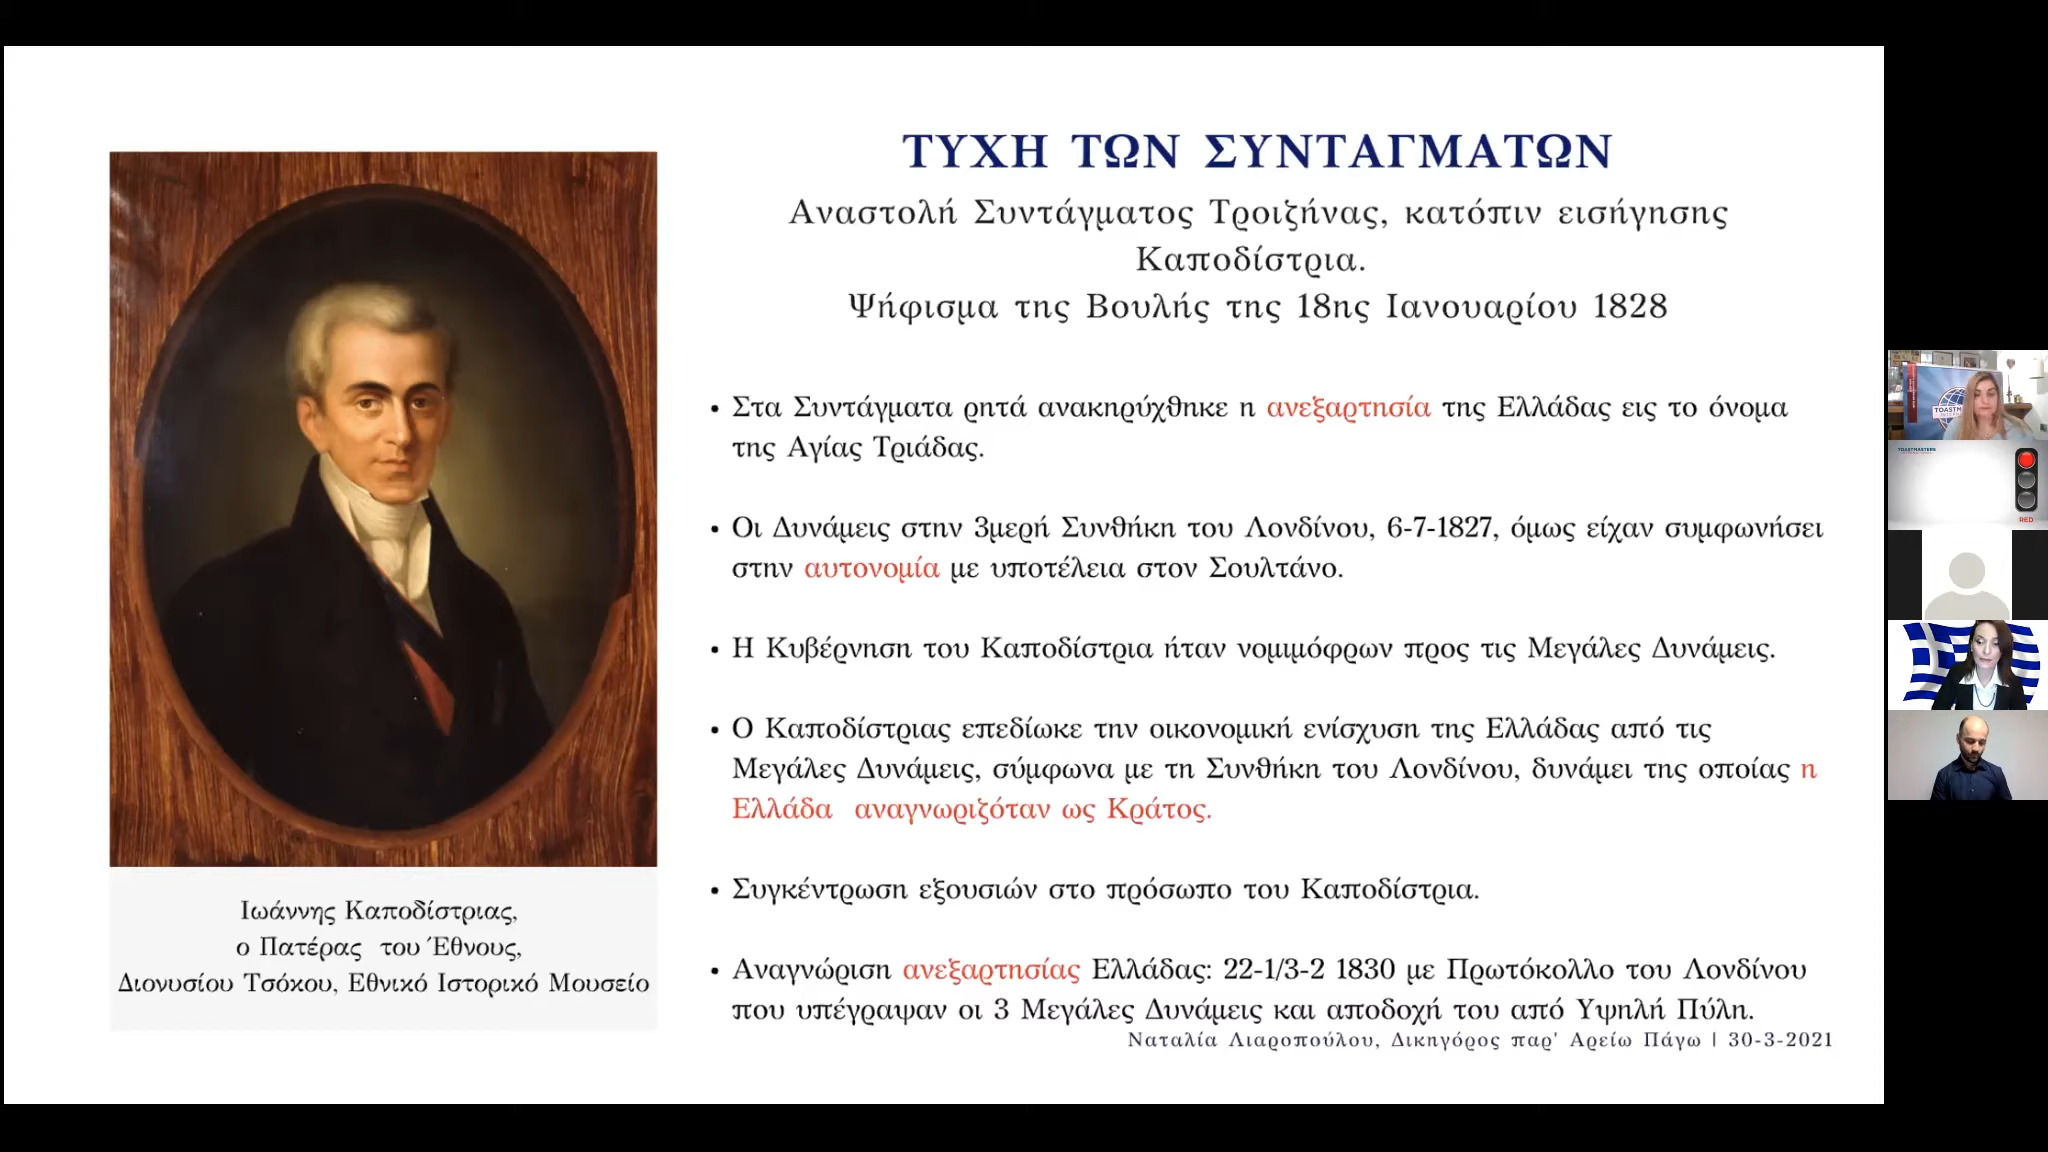 ΤΥΧΗ ΤΩΝ ΣΥΝΤΑΓΜΑΤΩΝ
Αναστολή Συντάγματος Τροιζήνας, κατόπιν εισήγησης
Καποδίστρια.
Ψήφισμα της Βουλής της 18ης Ιανουαρίου 1828
• Στα Συντάγματα ρητά ανακηρύχθηκε η ανεξαρτησία της Ελλάδας εις το όνομα
της Αγίας Τριάδας.
• Οι Δυνάμεις στην 3μερή Συνθήκη του Λονδίνου, 6-7-1827, όμως είχαν συμφωνήσει
στην αυτονομία με υποτέλεια στον Σουλτάνο.
• Η Κυβέρνηση του Καποδίστρια ήταν νομιμόφρων προς τις Μεγάλες Δυνάμεις.
• Ο Καποδίστριας επεδίωκε την οικονομική ενίσχυση της Ελλάδας από τις
Μεγάλες Δυνάμεις, σύμφωνα με τη Συνθήκη του Λονδίνου, δυνάμει της οποίας η
Ελλάδα αναγνωριζόταν ως Κράτος.
• Συγκέντρωση εξουσιών στο πρόσωπο του Καποδίστρια.
• Αναγνώριση ανεξαρτησίας Ελλάδας: 22-1/3-2 1830 με Πρωτόκολλο του Λονδίνου
που υπέγραψαν οι 3 Μεγάλες Δυνάμεις και αποδοχή του από Υψηλή Πύλη.
Ναταλία Λιαροπούλου, Δικηγόρος παρ' Αρείω Πάγω | 30-3-2021
Ιωάννης Καποδίστριας,
ο Πατέρας του Έθνους,
Διονυσίου Τσόκου, Εθνικό Ιστορικό Μουσείο
TOASTMASTERS
RED